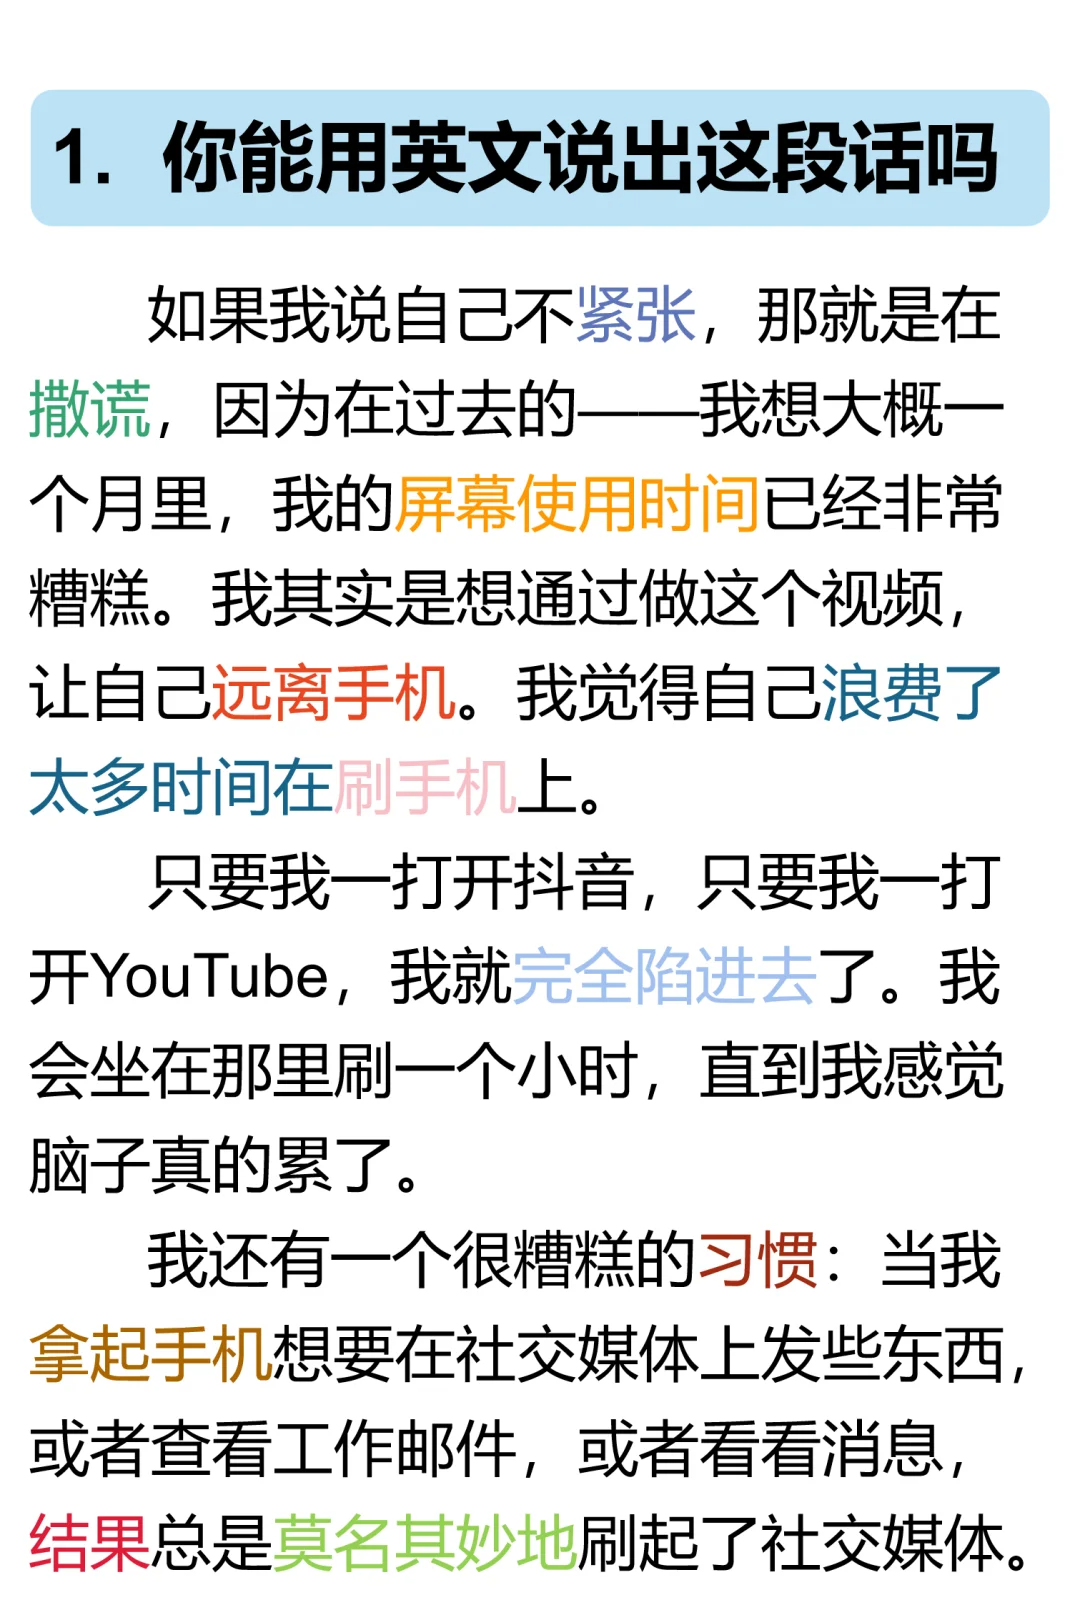 1. 你能用英文说出这段话吗
如果我说自己不紧张，那就是在
撒谎，因为在过去的——我想大概一
个月里，我的屏幕使用时间已经非常
糟糕。我其实是想通过做这个视频，
让自己远离手机。我觉得自己浪费了
太多时间在刷手机上。
只要我一打开抖音，只要我一打
开YouTube，我就完全陷进去了。我
会坐在那里刷一个小时，直到我感觉
脑子真的累了。
我还有一个很糟糕的习惯：当我
拿起手机想要在社交媒体上发些东西，
或者查看工作邮件，或者看看消息，
结果总是莫名其妙地刷起了社交媒体。